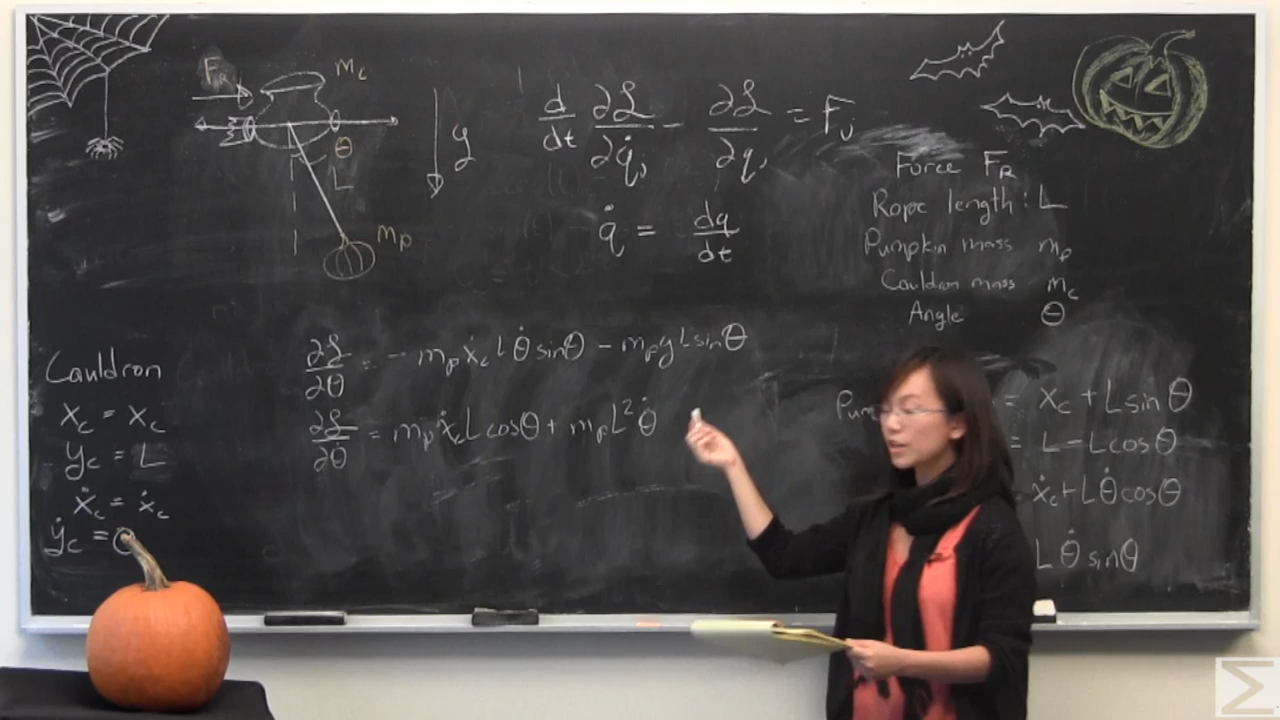 F_R
m_c
θ
L
m_p
g
d/dt ∂ℒ/∂q̇_j − ∂ℒ/∂q_j = F_j
q̇ = dq/dt
Force F_R
Rope length : L
Pumpkin mass m_p
Cauldron mass m_c
Angle θ
Cauldron
x_c = x_c
y_c = L
ẋ_c = ẋ_c
ẏ_c = 0
∂ℒ/∂θ = − m_p ẋ_c L θ̇ sinθ − m_p g L sinθ
∂ℒ/∂θ̇ = m_p ẋ_c L cosθ + m_p L² θ̇
= x_c + L sinθ
= L − L cosθ
ẋ_c + L θ̇ cosθ
L θ̇ sinθ
Σ